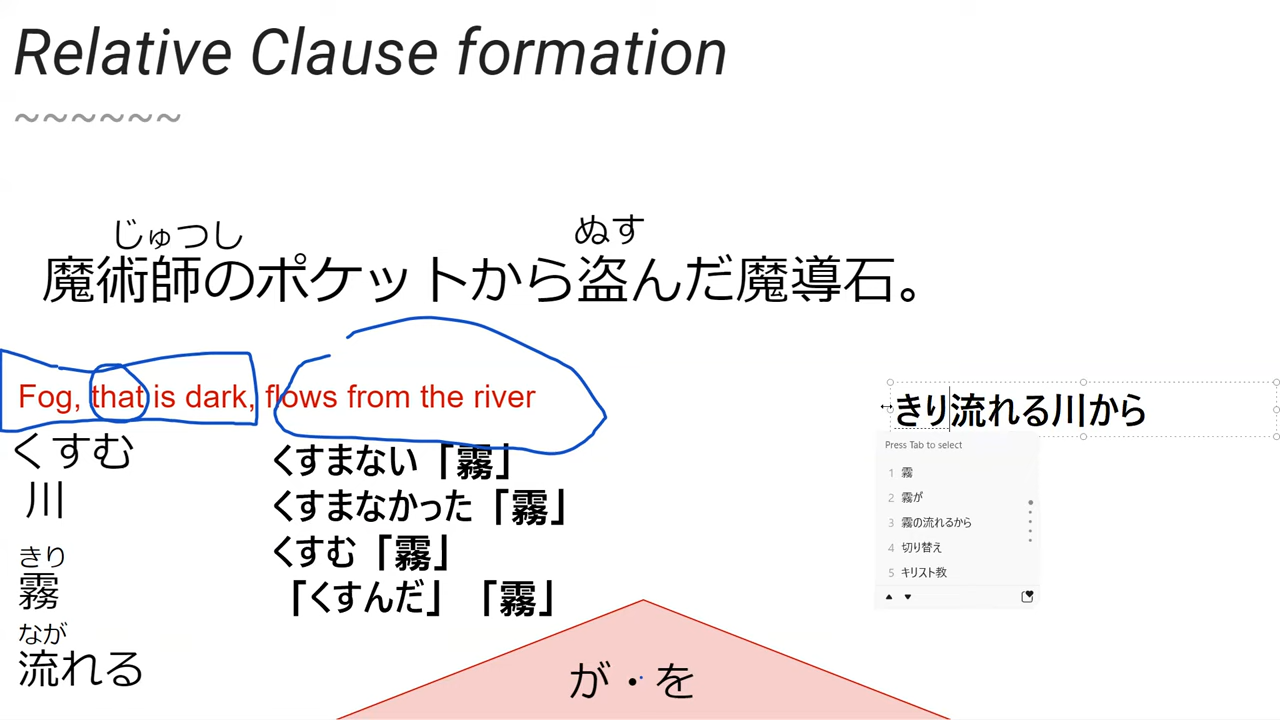 Relative Clause formation
~~~~~~
じゅつし ぬす
魔術師のポケットから盗んだ魔導石。
Fog, that is dark, flows from the river
くすむ
川
きり
霧
なが
流れる
くすまない「霧」
くすまなかった「霧」
くすむ「霧」
「くすんだ」「霧」
が・を
きり流れる川から
Press Tab to select
1 霧
2 霧が
3 霧の流れるから
4 切り替え
5 キリスト教